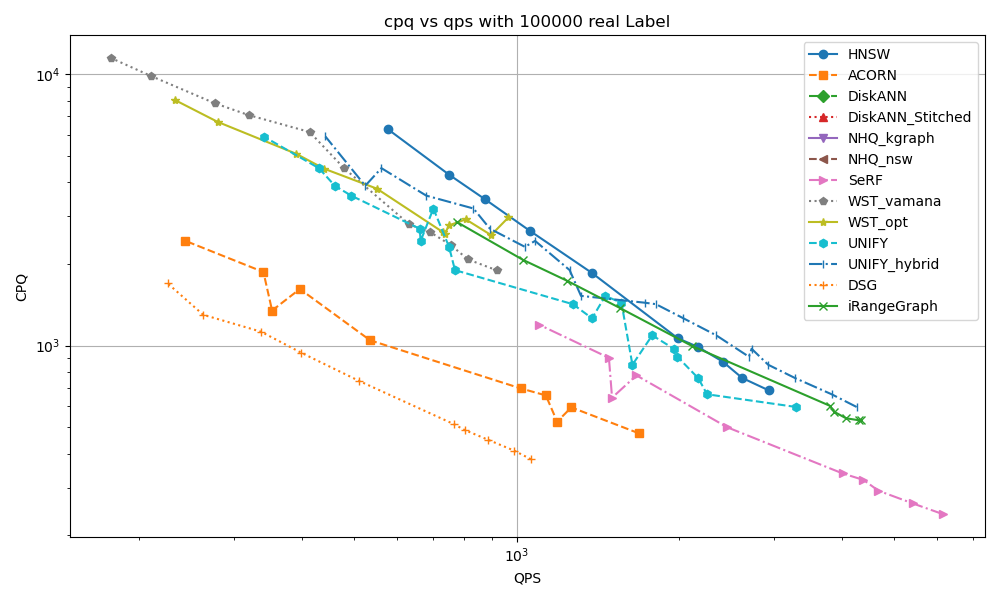 cpq vs qps with 100000 real Label
CPQ
10⁴
10³
10³
QPS
HNSW
ACORN
DiskANN
DiskANN_Stitched
NHQ_kgraph
NHQ_nsw
SeRF
WST_vamana
WST_opt
UNIFY
UNIFY_hybrid
DSG
iRangeGraph